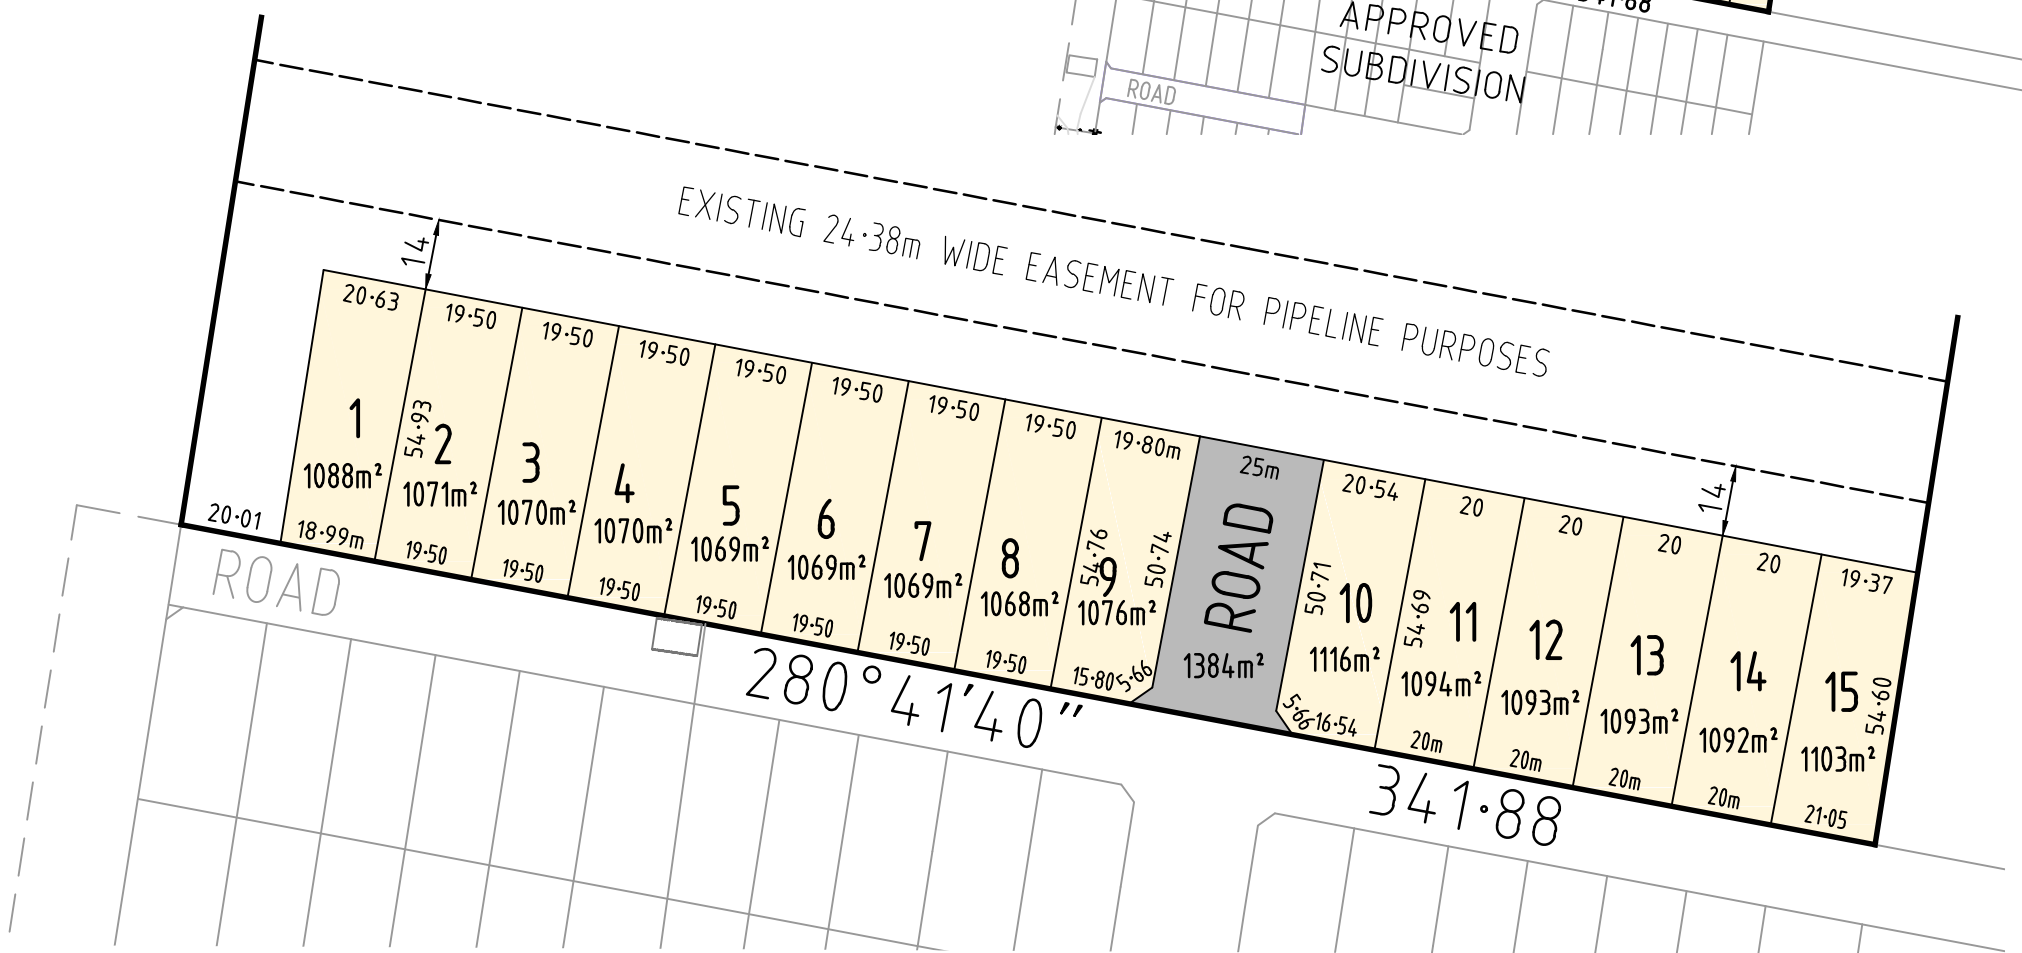 APPROVED
SUBDIVISION
ROAD
EXISTING 24·38m WIDE EASEMENT FOR PIPELINE PURPOSES
14
14
20·63
19·50
19·50
19·50
19·50
19·50
19·50
19·50
19·80m
25m
20·54
20
20
20
20
19·37
1
1088m²
54·93
2
1071m²
3
1070m²
4
1070m²
5
1069m²
6
1069m²
7
1069m²
8
1068m²
54·76
9
1076m²
50·74
ROAD
1384m²
50·71
10
1116m²
54·69
11
1094m²
12
1093m²
13
1093m²
14
1092m²
15
1103m²
54·60
20·01
18·99m
19·50
19·50
19·50
19·50
19·50
19·50
19·50
15·80
5·66
5·66
16·54
20m
20m
20m
20m
21·05
ROAD
280°41'40"
341·88